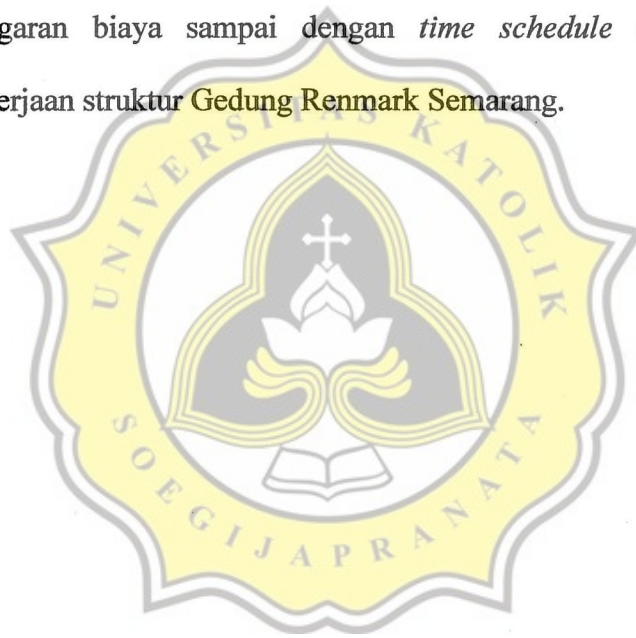 garan biaya sampai dengan time schedule
erjaan struktur Gedung Renmark Semarang.
UNIVERSITAS KATOLIK
SOEGIJAPRANATA